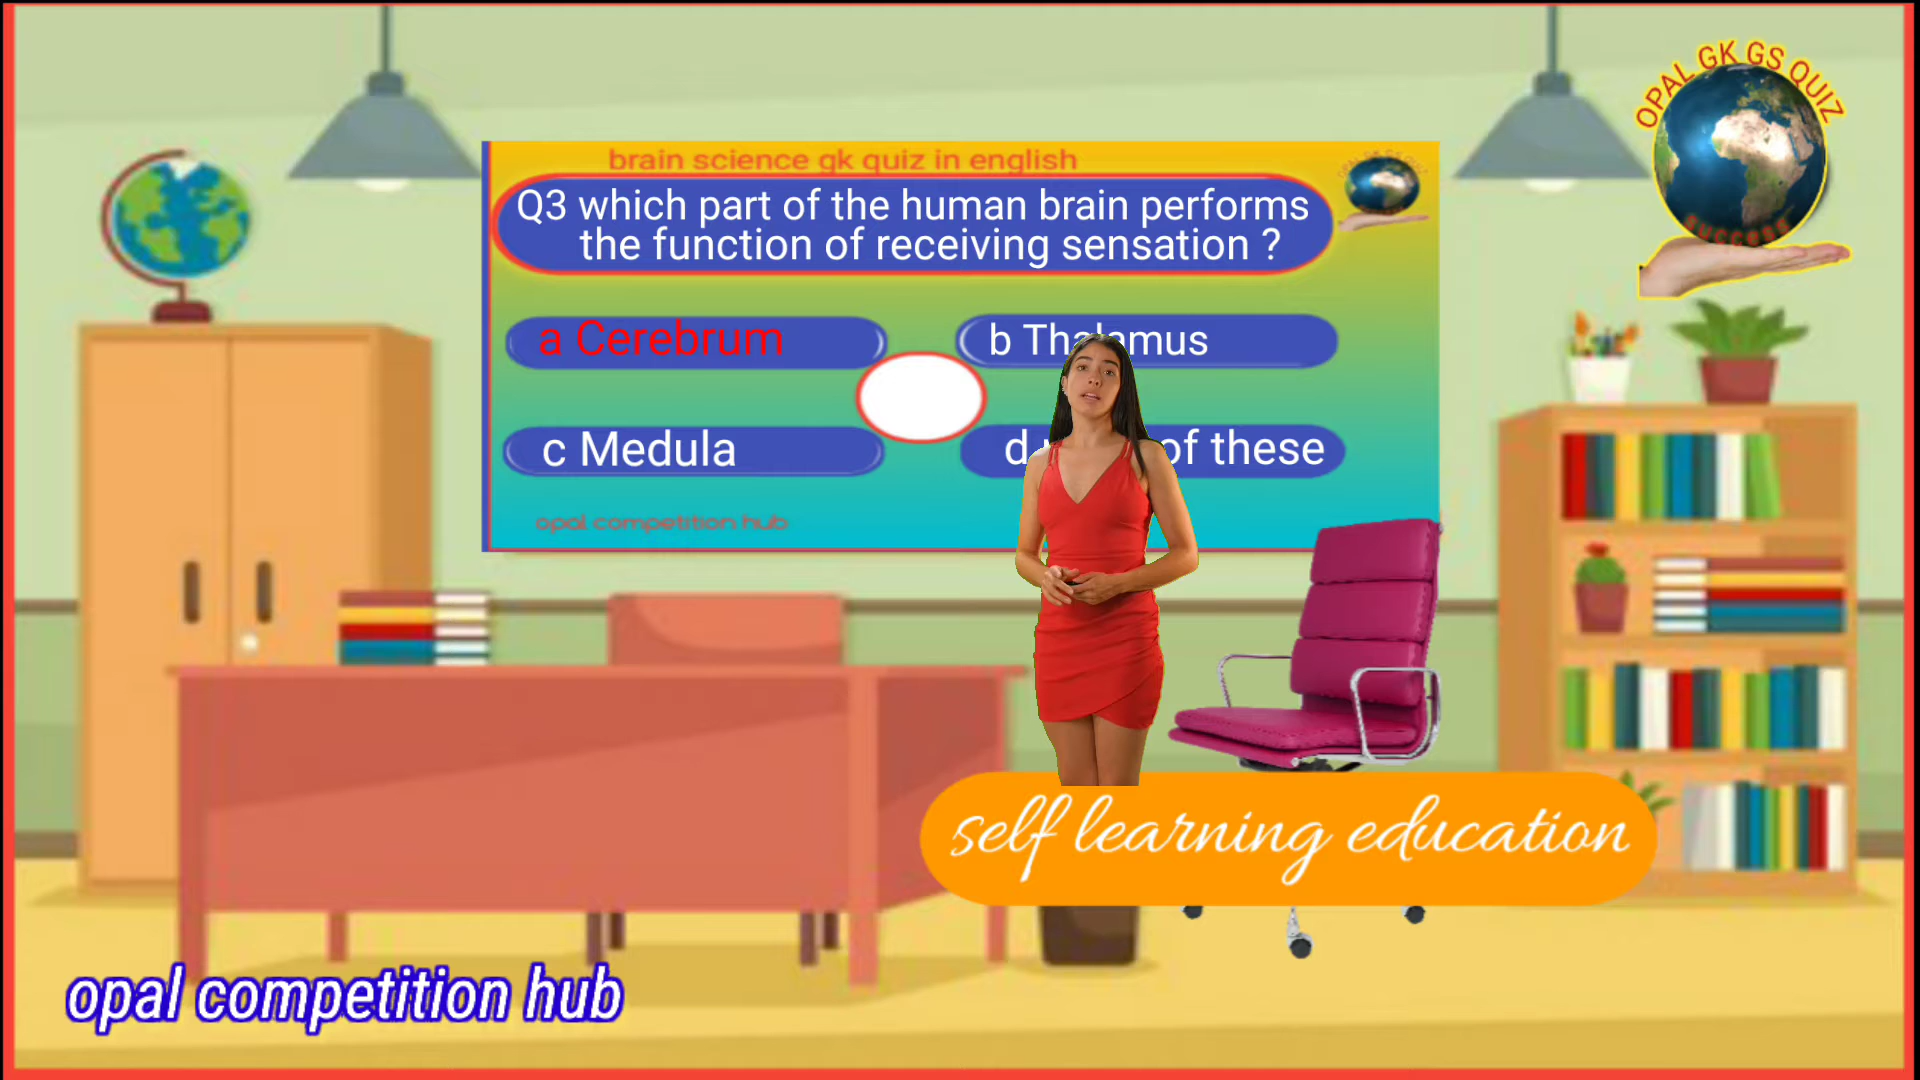 OPAL GK GS QUIZ
SUCCESS
brain science gk quiz in english
Q3 which part of the human brain performs
the function of receiving sensation ?
a Cerebrum
b Thalamus
c Medula
d of these
opal competition hub
self learning education
opal competition hub